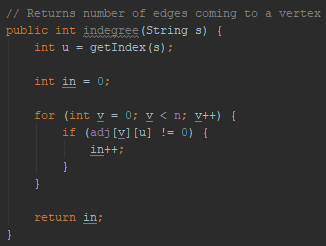 // Returns number of edges coming to a vertex
public int indegree(String s) {
    int u = getIndex(s);

    int in = 0;

    for (int v = 0; v < n; v++) {
        if (adj[v][u] != 0) {
            in++;
        }
    }

    return in;
}